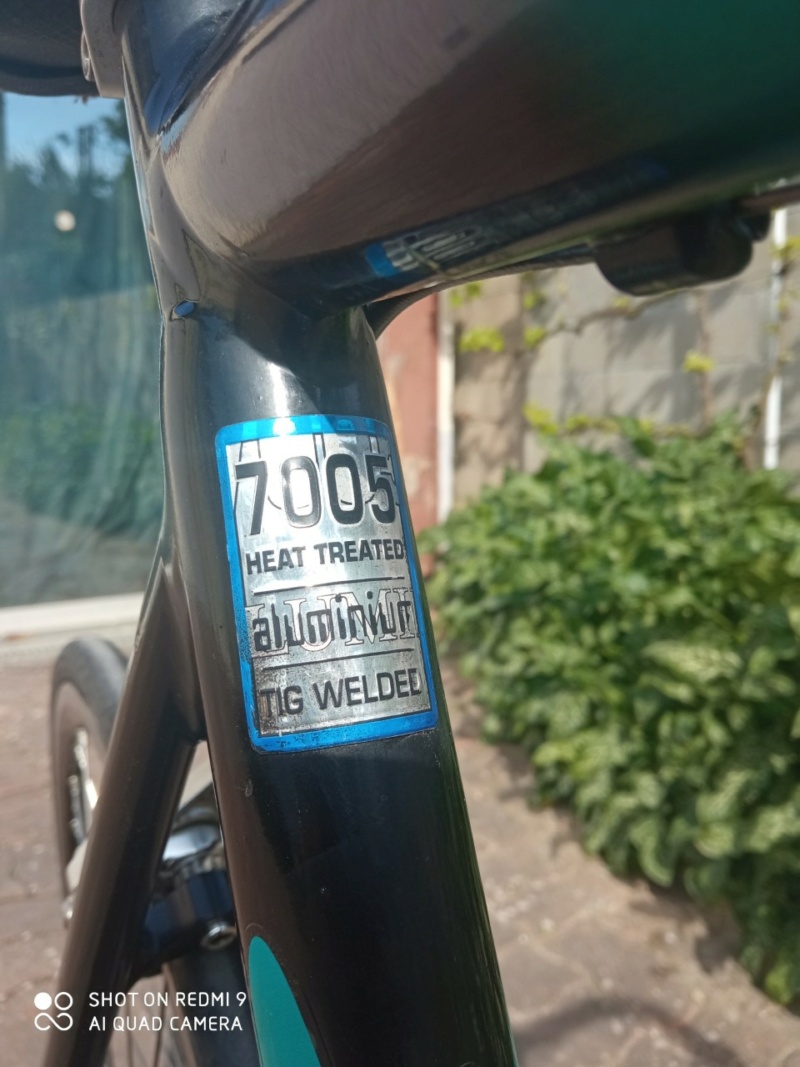 7005
HEAT TREATED
aluminium
TIG WELDED
SHOT ON REDMI 9
AI QUAD CAMERA